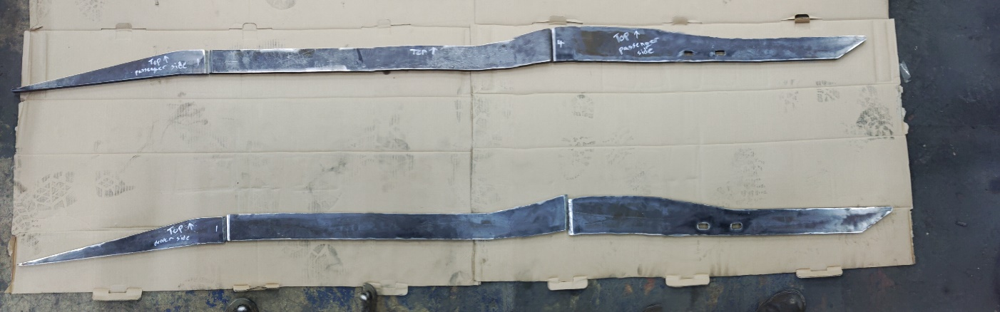 TOP ↑
passenger side
1
TOP ↑
4
TOP ↑
passenger
side
TOP ↑
driver side
1